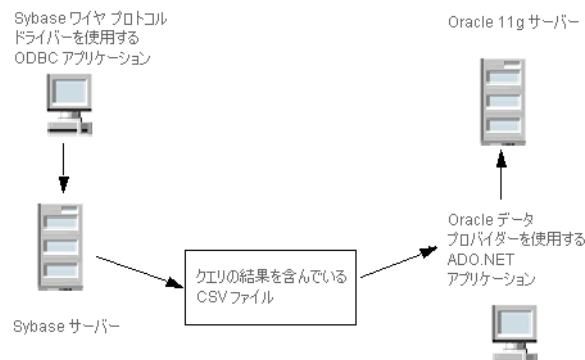 Sybase ワイヤ プロトコル
ドライバーを使用する
ODBC アプリケーション
Oracle 11g サーバー
クエリの結果を含んでいる
CSV ファイル
Oracle データ
プロバイダーを使用する
ADO.NET
アプリケーション
Sybase サーバー